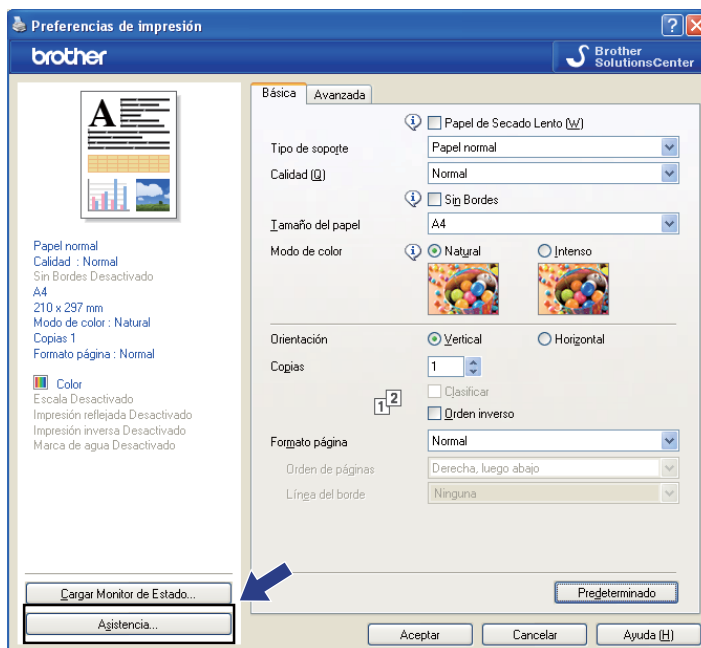 Preferencias de impresión
brother
Brother
SolutionsCenter
A
Papel normal
Calidad : Normal
Sin Bordes Desactivado
A4
210 x 297 mm
Modo de color : Natural
Copias 1
Formato página : Normal
Color
Escala Desactivado
Impresión reflejada Desactivado
Impresión inversa Desactivado
Marca de agua Desactivado
Cargar Monitor de Estado...
Asistencia...
Básica Avanzada
Papel de Secado Lento (W)
Tipo de soporte Papel normal
Calidad (Q) Normal
Sin Bordes
Tamaño del papel A4
Modo de color Natural Intenso
Orientación Vertical Horizontal
Copias 1
Clasificar
12 Orden inverso
Formato página Normal
Orden de páginas Derecha, luego abajo
Línea del borde Ninguna
Predeterminado
Aceptar Cancelar Ayuda (H)